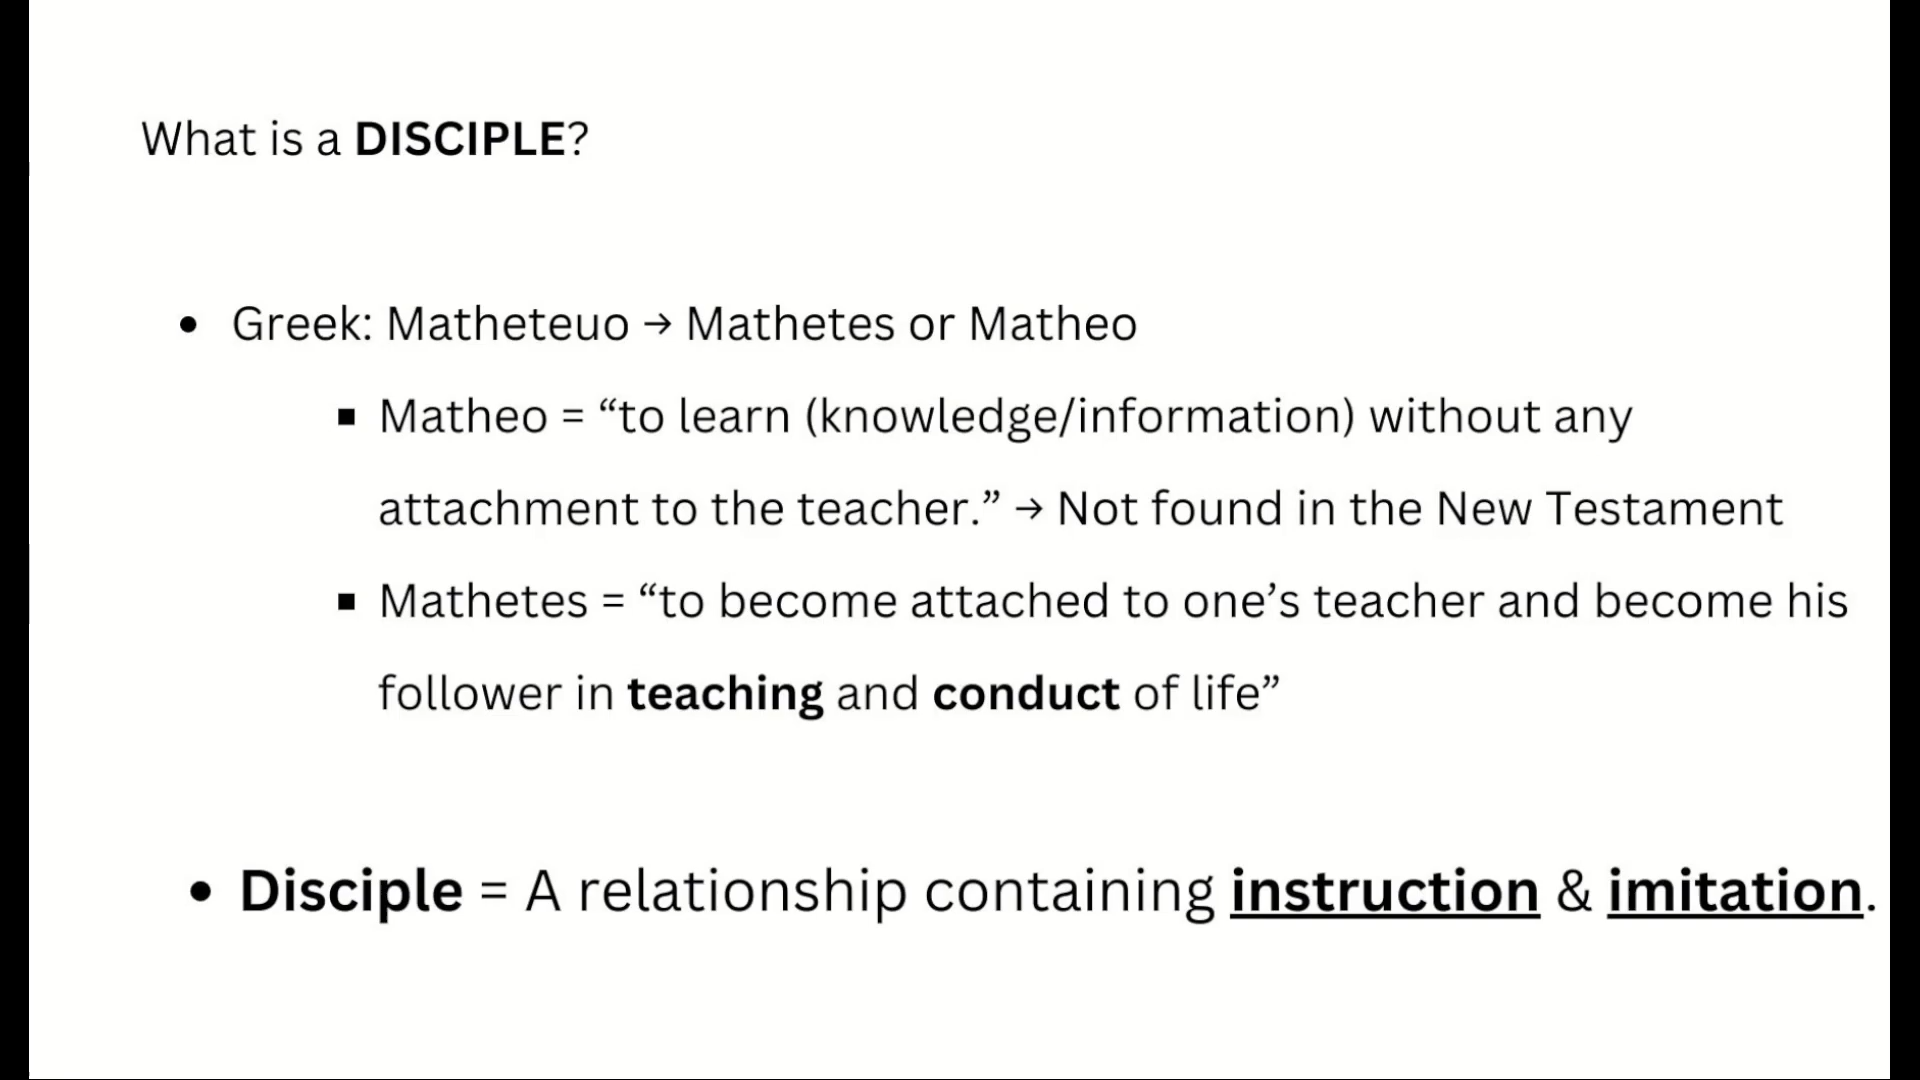 What is a DISCIPLE?
• Greek: Matheteuo → Mathetes or Matheo
▪ Matheo = “to learn (knowledge/information) without any
attachment to the teacher.” → Not found in the New Testament
▪ Mathetes = “to become attached to one’s teacher and become his
follower in teaching and conduct of life”
• Disciple = A relationship containing instruction & imitation.